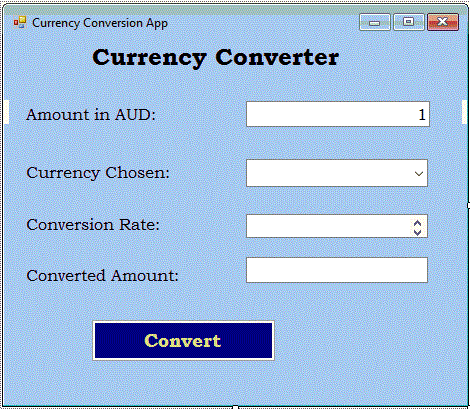 Currency Conversion App
Currency Converter
Amount in AUD: 1
Currency Chosen:
Conversion Rate:
Converted Amount:
Convert